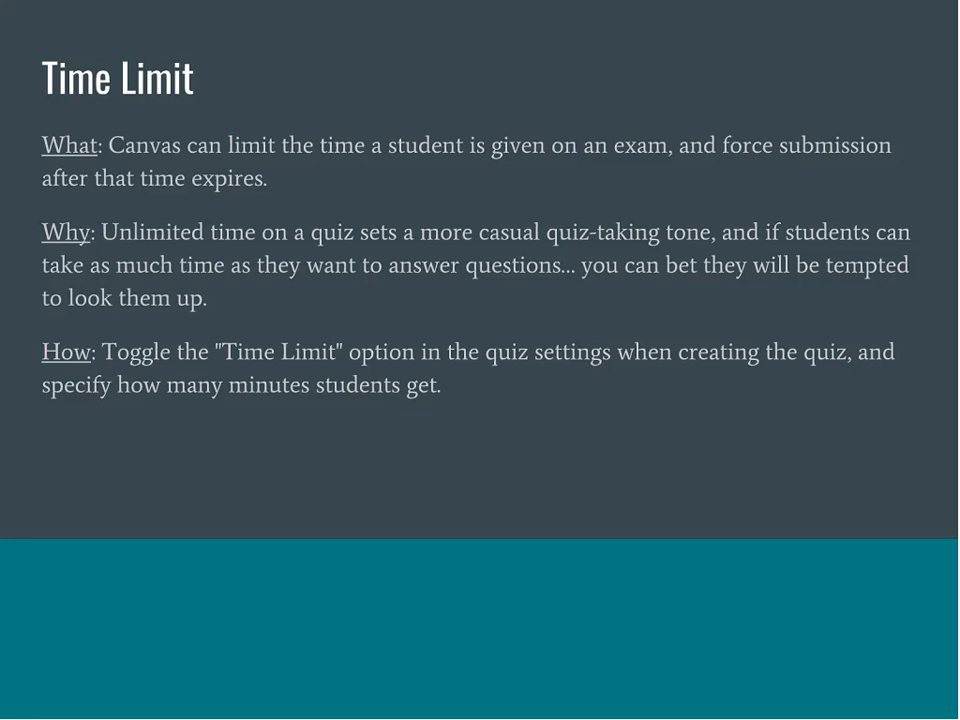 Time Limit
What: Canvas can limit the time a student is given on an exam, and force submission
after that time expires.
Why: Unlimited time on a quiz sets a more casual quiz-taking tone, and if students can
take as much time as they want to answer questions... you can bet they will be tempted
to look them up.
How: Toggle the "Time Limit" option in the quiz settings when creating the quiz, and
specify how many minutes students get.